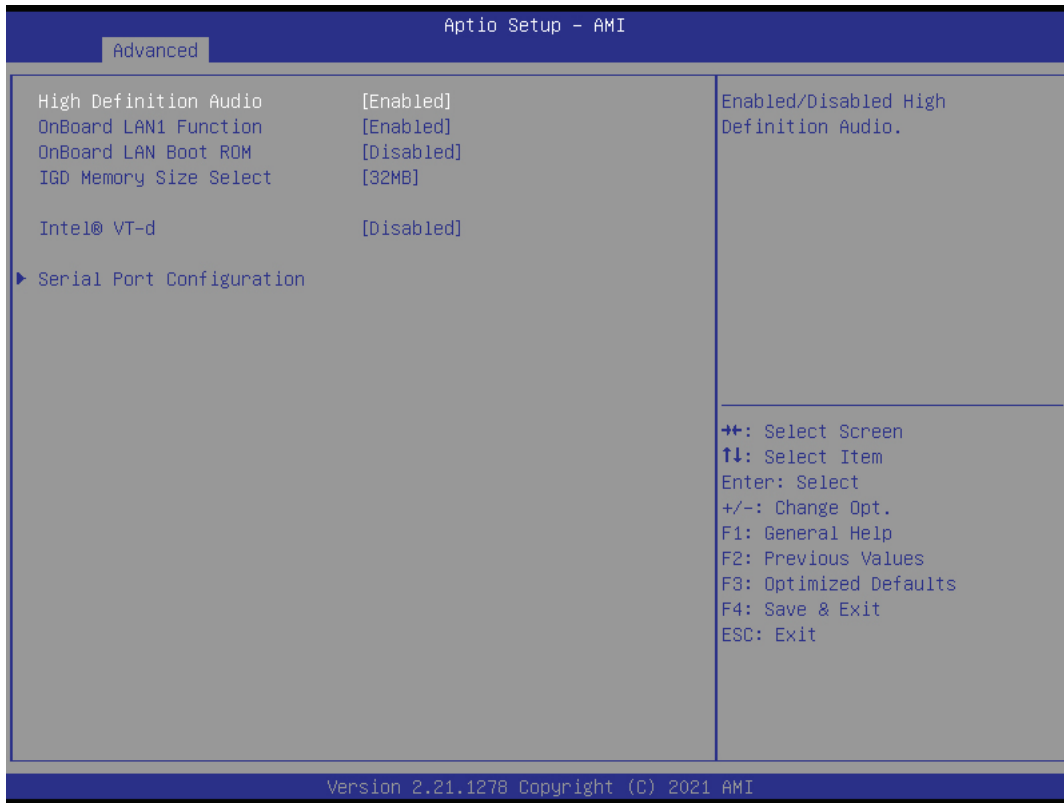 Aptio Setup – AMI
Advanced
High Definition Audio [Enabled]
OnBoard LAN1 Function [Enabled]
OnBoard LAN Boot ROM [Disabled]
IGD Memory Size Select [32MB]
Intel® VT-d [Disabled]
▶ Serial Port Configuration
Enabled/Disabled High
Definition Audio.
→←: Select Screen
↑↓: Select Item
Enter: Select
+/-: Change Opt.
F1: General Help
F2: Previous Values
F3: Optimized Defaults
F4: Save & Exit
ESC: Exit
Version 2.21.1278 Copyright (C) 2021 AMI